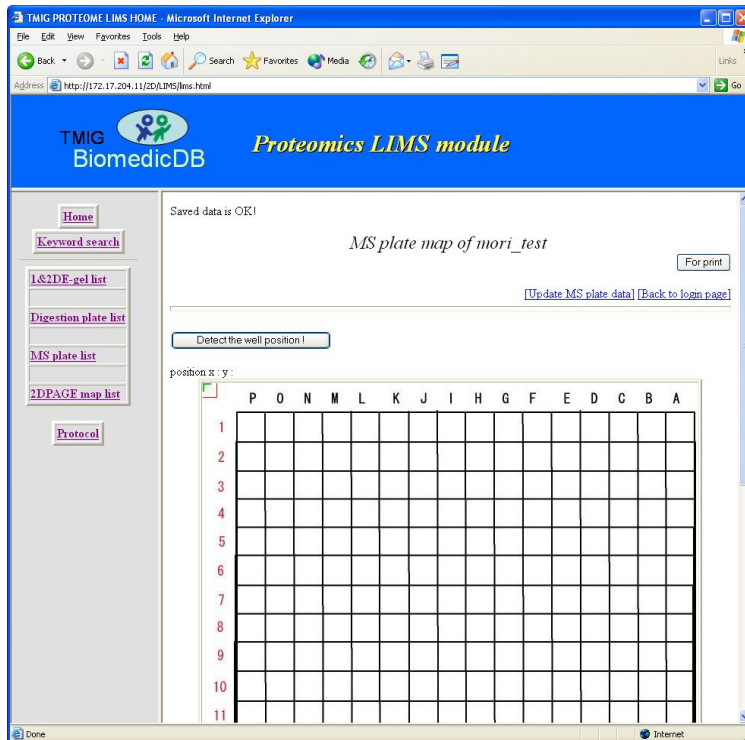 TMIG PROTEOME LIMS HOME - Microsoft Internet Explorer
File Edit View Favorites Tools Help
Back Search Favorites Media Links
Address http://172.17.204.11/2D/LIMS/lims.html Go
TMIG
BiomedicDB
Proteomics LIMS module
Home
Keyword search
1&2DE-gel list
Digestion plate list
MS plate list
2DPAGE map list
Protocol
Saved data is OK!
MS plate map of mori_test
For print
[Update MS plate data] [Back to login page]
Detect the well position !
position x : y :
P O N M L K J I H G F E D C B A
1
2
3
4
5
6
7
8
9
10
11
Done Internet